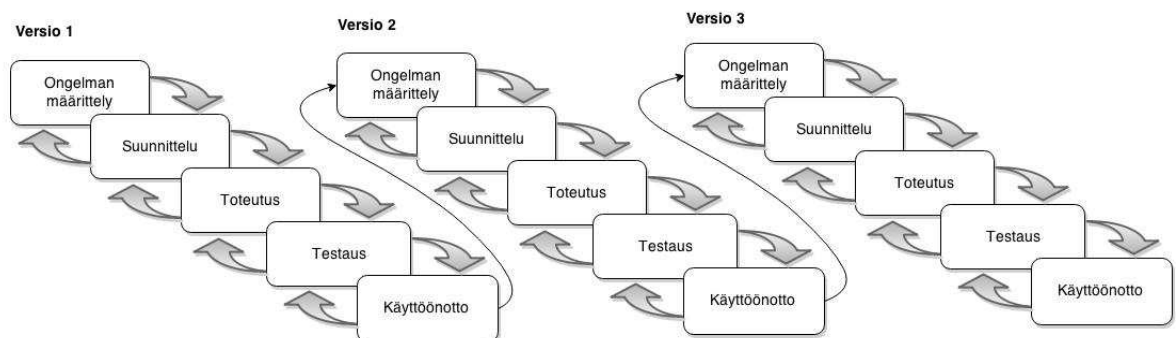 Versio 1
Ongelman
määrittely
Suunnittelu
Toteutus
Testaus
Käyttöönotto
Versio 2
Ongelman
määrittely
Suunnittelu
Toteutus
Testaus
Käyttöönotto
Versio 3
Ongelman
määrittely
Suunnittelu
Toteutus
Testaus
Käyttöönotto